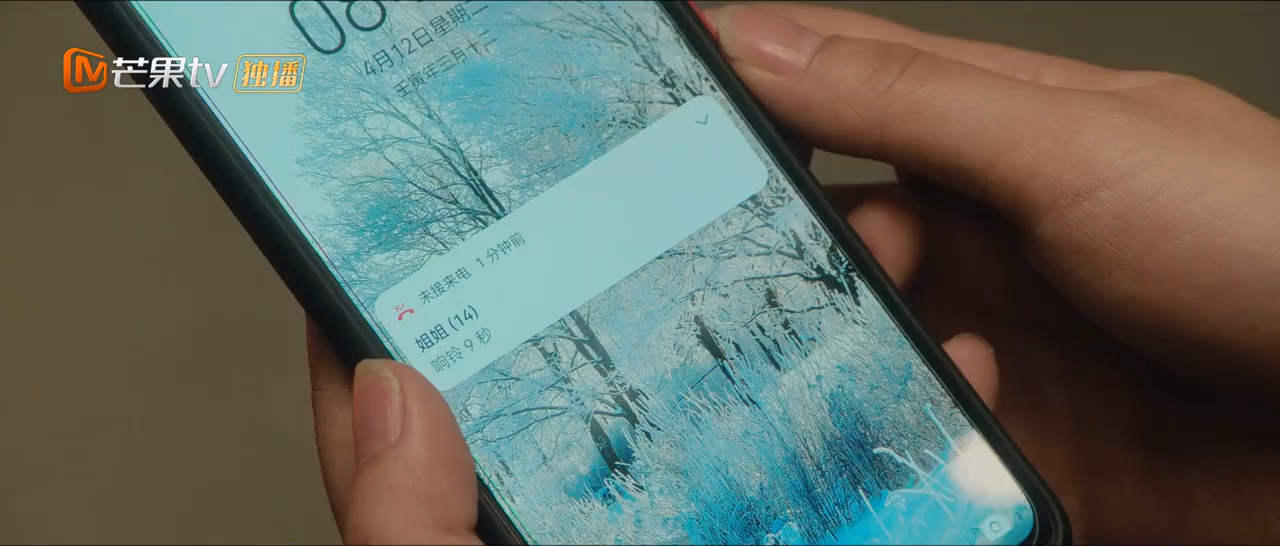 芒果tv 独播
08
4月12日星期二
壬寅年三月十二
未接来电 1 分钟前
姐姐 (14)
响铃 9 秒